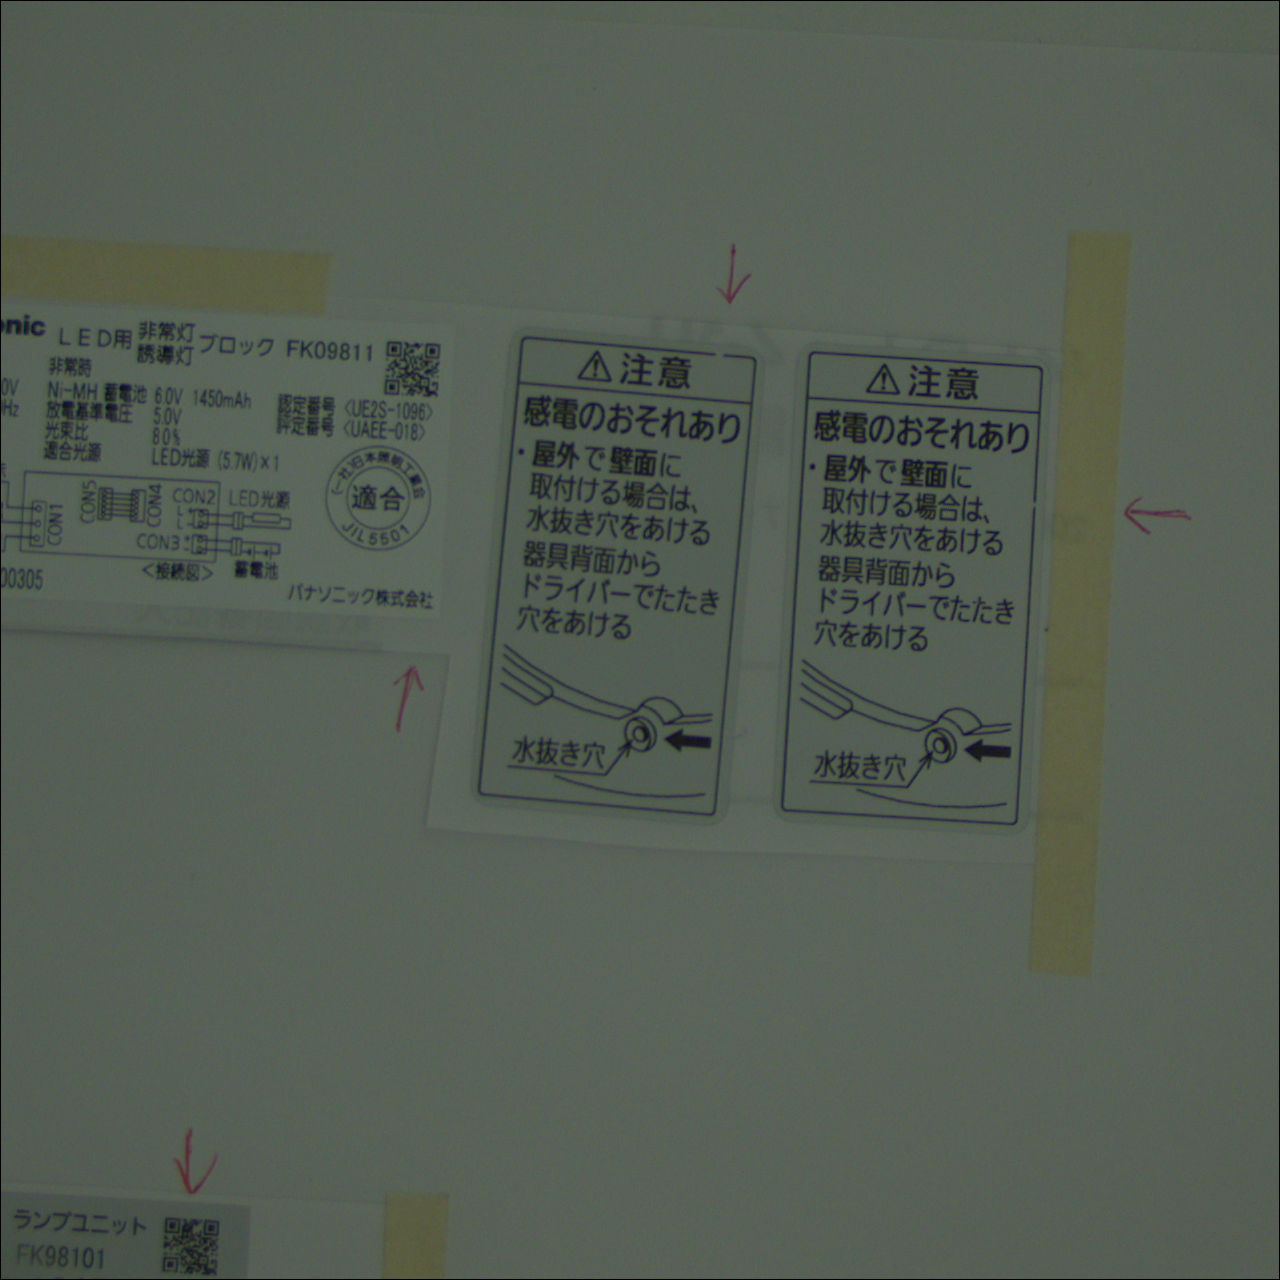 onic LED用 非常灯 誘導灯 ブロック FK09811
非常時
0V Ni-MH 蓄電池 6.0V 1450mAh 認定番号 〈UE2S-1096〉
Hz 放電基準電圧 5.0V 評定番号 〈UAEE-018〉
光束比 80%
適合光源 LED光源 (5.7W)×1
(一社)日本照明工業会
適合
JIL5501
CON5 CON4 CON2 LED光源
L+
L-
CON1 CON3 蓄電池
〈接続図〉
00305 パナソニック株式会社
⚠注意
感電のおそれあり
・屋外で壁面に
取付ける場合は、
水抜き穴をあける
器具背面から
ドライバーでたたき
穴をあける
水抜き穴
⚠注意
感電のおそれあり
・屋外で壁面に
取付ける場合は、
水抜き穴をあける
器具背面から
ドライバーでたたき
穴をあける
水抜き穴
ランプユニット
FK98101